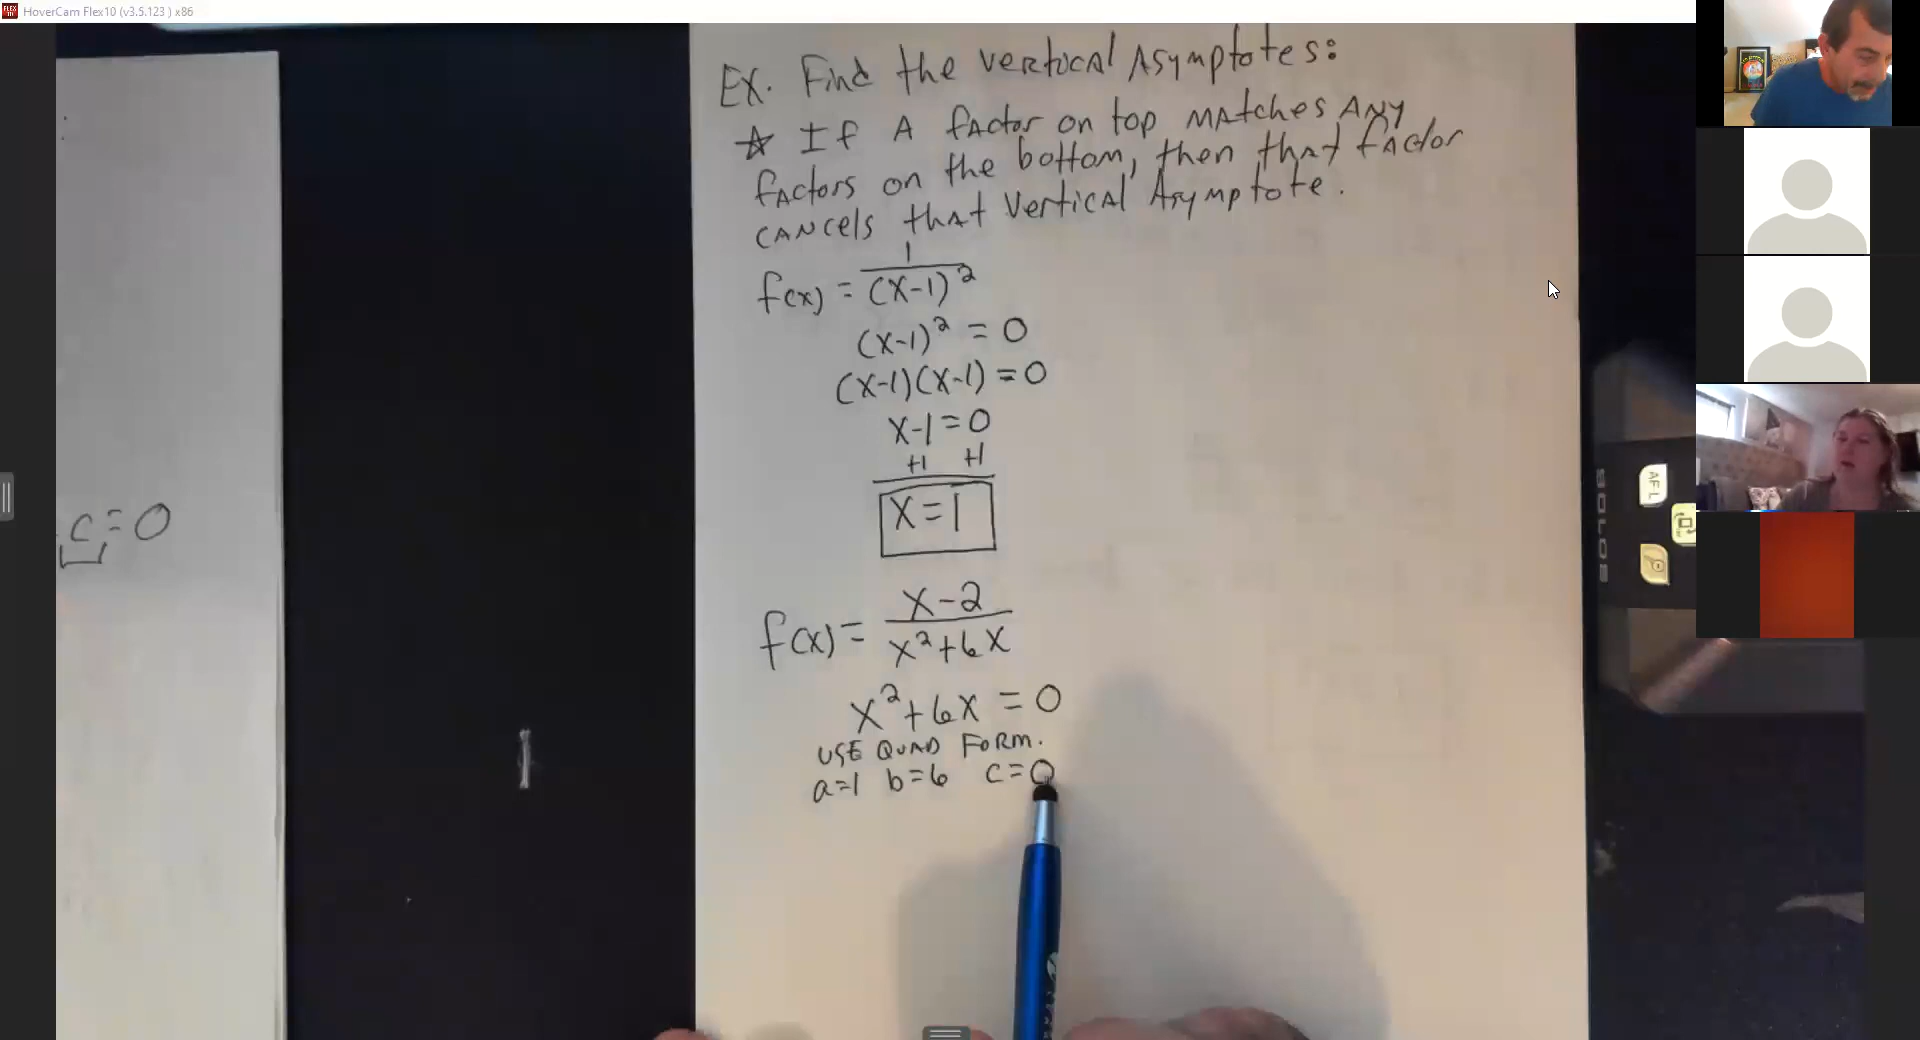 HoverCam Flex10 (v3.5.123 ) x86
c=0
Ex. Find the vertical Asymptotes:
☆ If A factor on top matches ANY
factors on the bottom, then that factor
cancels that vertical Asymptote.
f(x) = 1/(x-1)²
(x-1)² = 0
(x-1)(x-1) = 0
x-1 = 0
+1 +1
x = 1
f(x) = x-2/x²+6x
x²+6x = 0
USE QUAD FORM.
a=1 b=6 c=0
SOLOS
AF-L